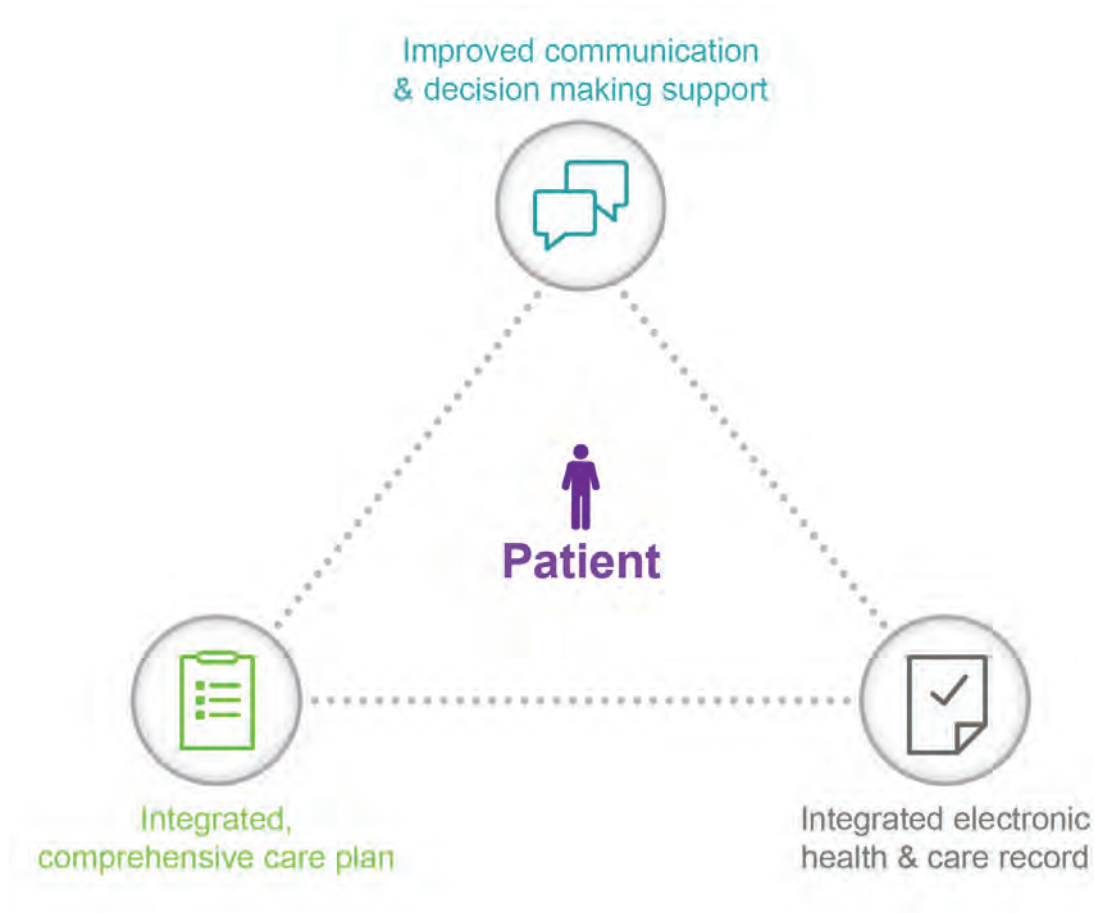 Improved communication
& decision making support
Patient
Integrated,
comprehensive care plan
Integrated electronic
health & care record